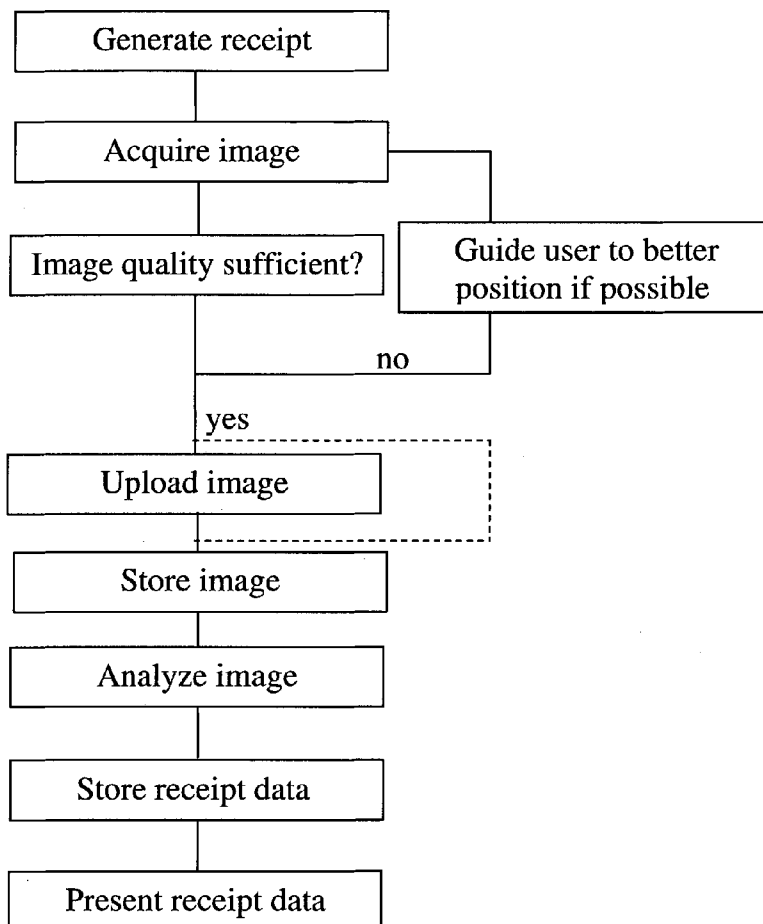 Generate receipt
Acquire image
Image quality sufficient?
Guide user to better
position if possible
no
yes
Upload image
Store image
Analyze image
Store receipt data
Present receipt data